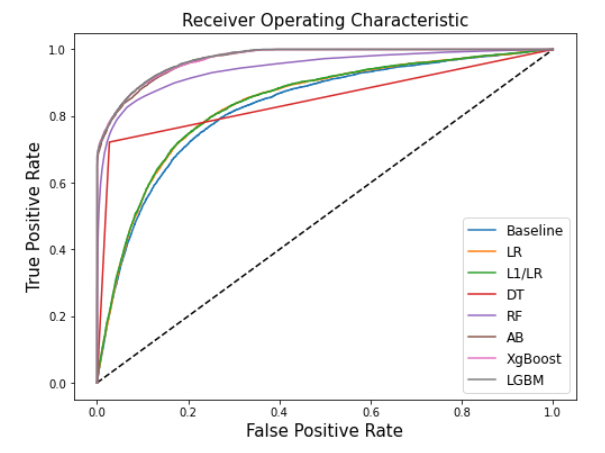 Receiver Operating Characteristic
True Positive Rate
1.0
0.8
0.6
0.4
0.2
0.0
Baseline
LR
L1/LR
DT
RF
AB
XgBoost
LGBM
0.0 0.2 0.4 0.6 0.8 1.0
False Positive Rate